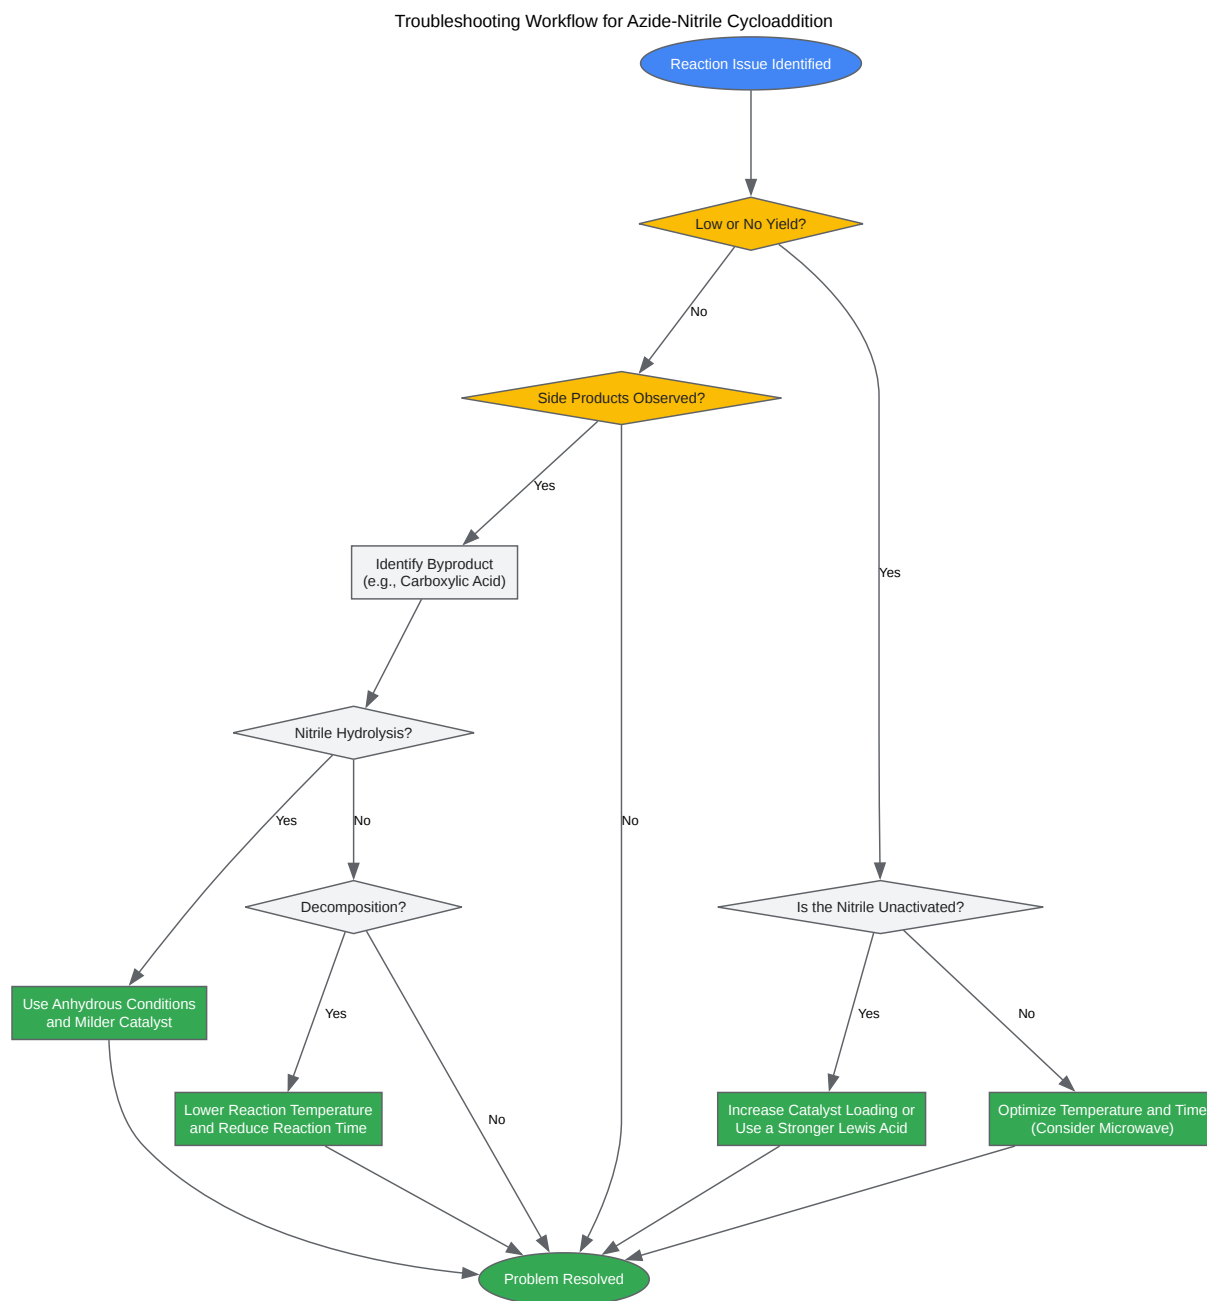 Troubleshooting Workflow for Azide-Nitrile Cycloaddition
Reaction Issue Identified
Low or No Yield?
No
Side Products Observed?
Yes
Identify Byproduct
(e.g., Carboxylic Acid)
Yes
Nitrile Hydrolysis?
Yes
No
No
Decomposition?
Is the Nitrile Unactivated?
Use Anhydrous Conditions
and Milder Catalyst
Yes
Yes
No
Lower Reaction Temperature
and Reduce Reaction Time
No
Increase Catalyst Loading or
Use a Stronger Lewis Acid
Optimize Temperature and Time
(Consider Microwave)
Problem Resolved